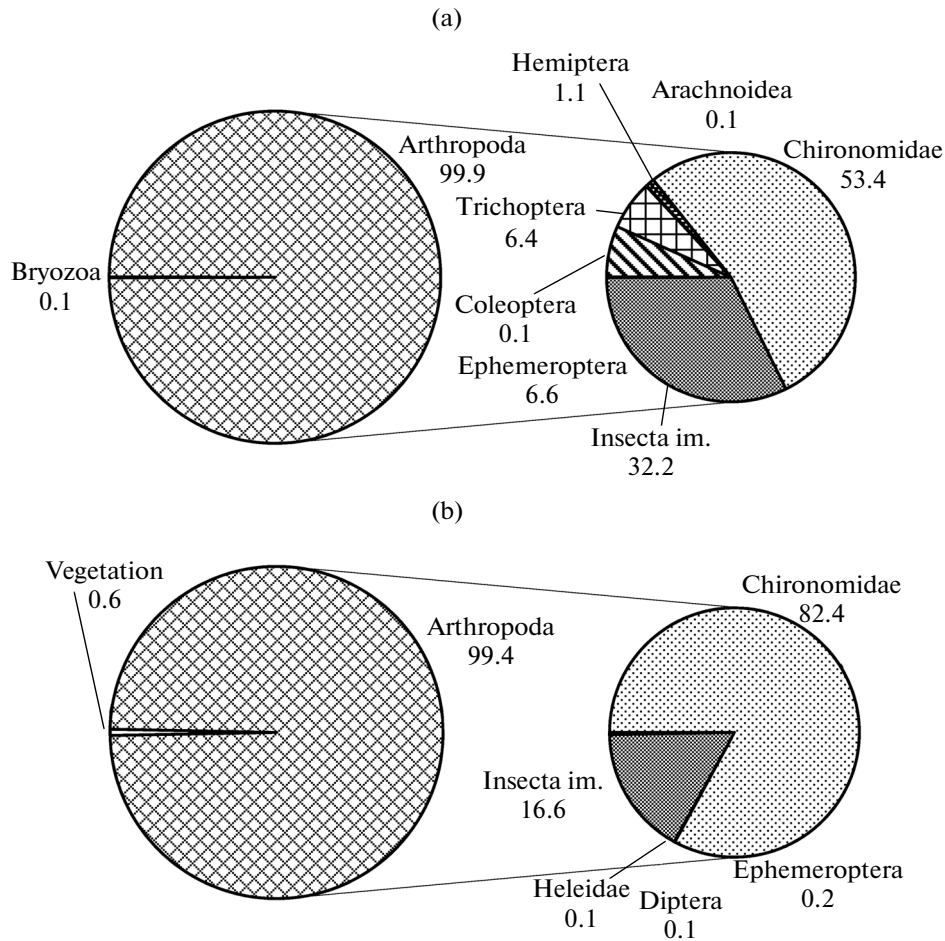 (a)
Hemiptera
1.1
Arachnoidea
0.1
Arthropoda
99.9
Chironomidae
53.4
Trichoptera
6.4
Bryozoa
0.1
Coleoptera
0.1
Ephemeroptera
6.6
Insecta im.
32.2
(b)
Vegetation
0.6
Chironomidae
82.4
Arthropoda
99.4
Insecta im.
16.6
Heleidae
0.1
Diptera
0.1
Ephemeroptera
0.2